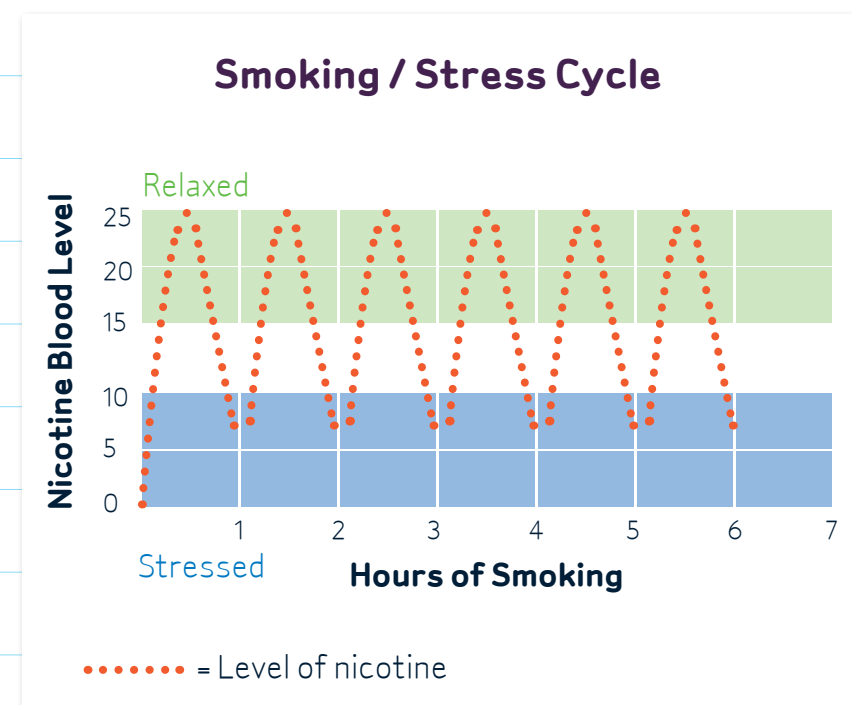 Smoking / Stress Cycle
Relaxed
Nicotine Blood Level
25
20
15
10
5
0
1 2 3 4 5 6 7
Stressed
Hours of Smoking
= Level of nicotine